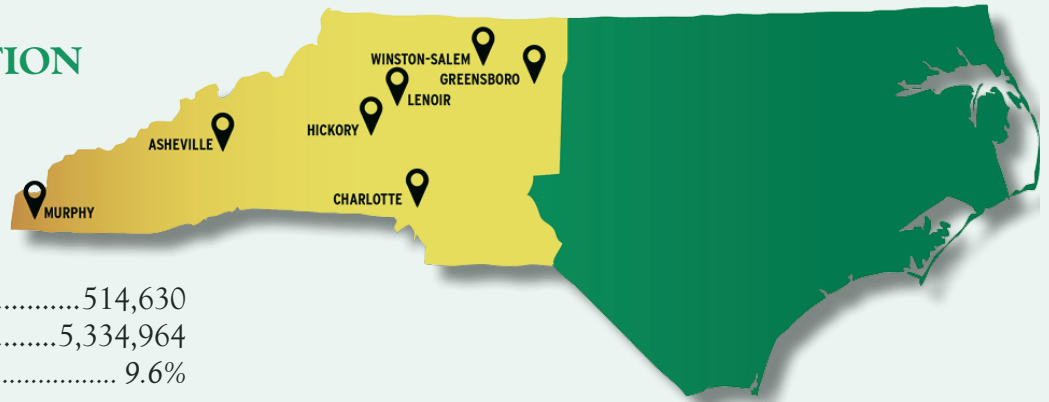 TION
WINSTON-SALEM
GREENSBORO
LENOIR
HICKORY
ASHEVILLE
CHARLOTTE
MURPHY
...........514,630
.........5,334,964
................. 9.6%